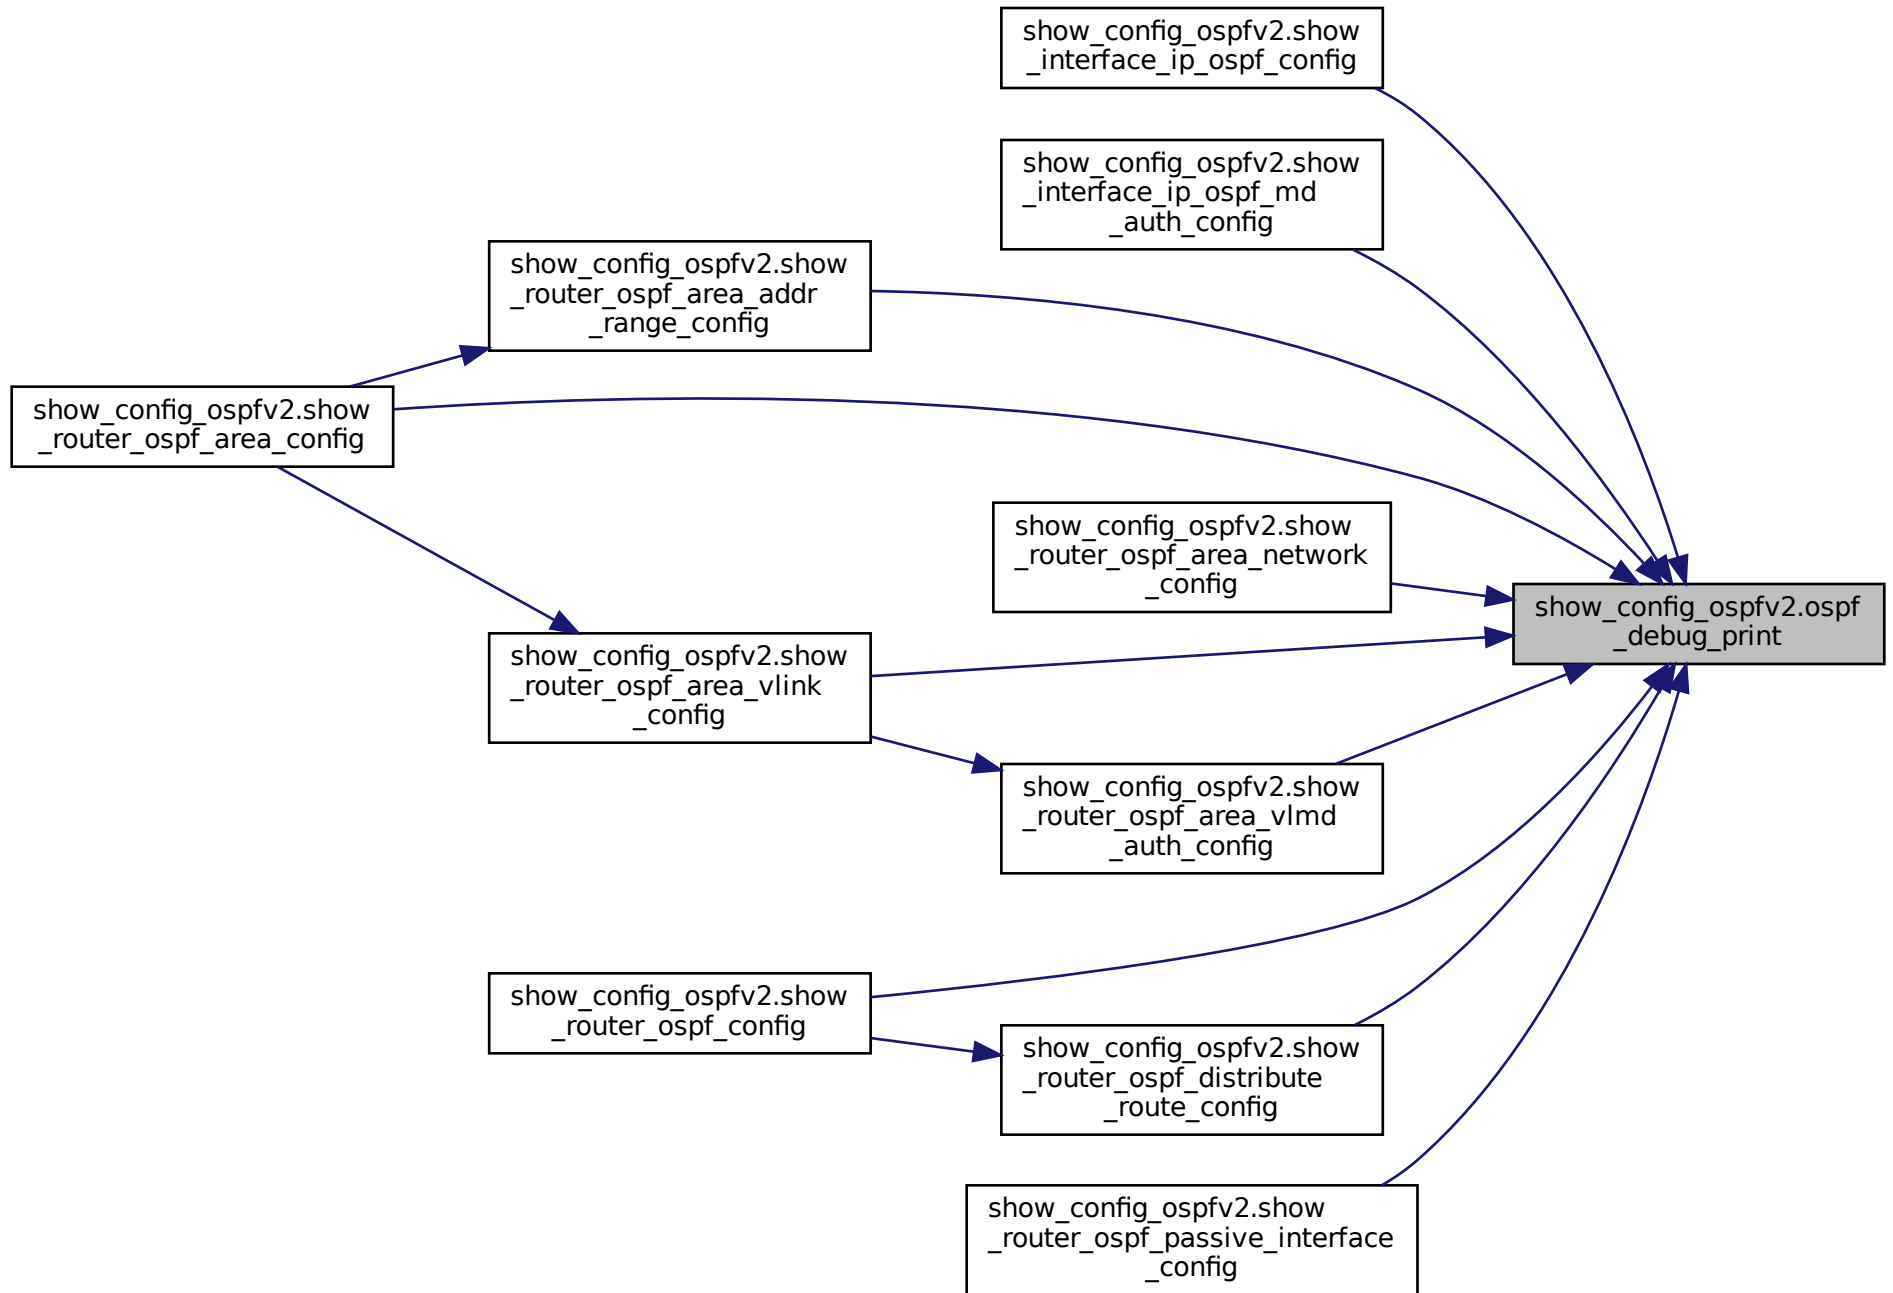 show_config_ospfv2.show
_interface_ip_ospf_config
show_config_ospfv2.show
_interface_ip_ospf_md
_auth_config
show_config_ospfv2.show
_router_ospf_area_addr
_range_config
show_config_ospfv2.show
_router_ospf_area_config
show_config_ospfv2.show
_router_ospf_area_network
_config
show_config_ospfv2.ospf
_debug_print
show_config_ospfv2.show
_router_ospf_area_vlink
_config
show_config_ospfv2.show
_router_ospf_area_vlmd
_auth_config
show_config_ospfv2.show
_router_ospf_config
show_config_ospfv2.show
_router_ospf_distribute
_route_config
show_config_ospfv2.show
_router_ospf_passive_interface
_config